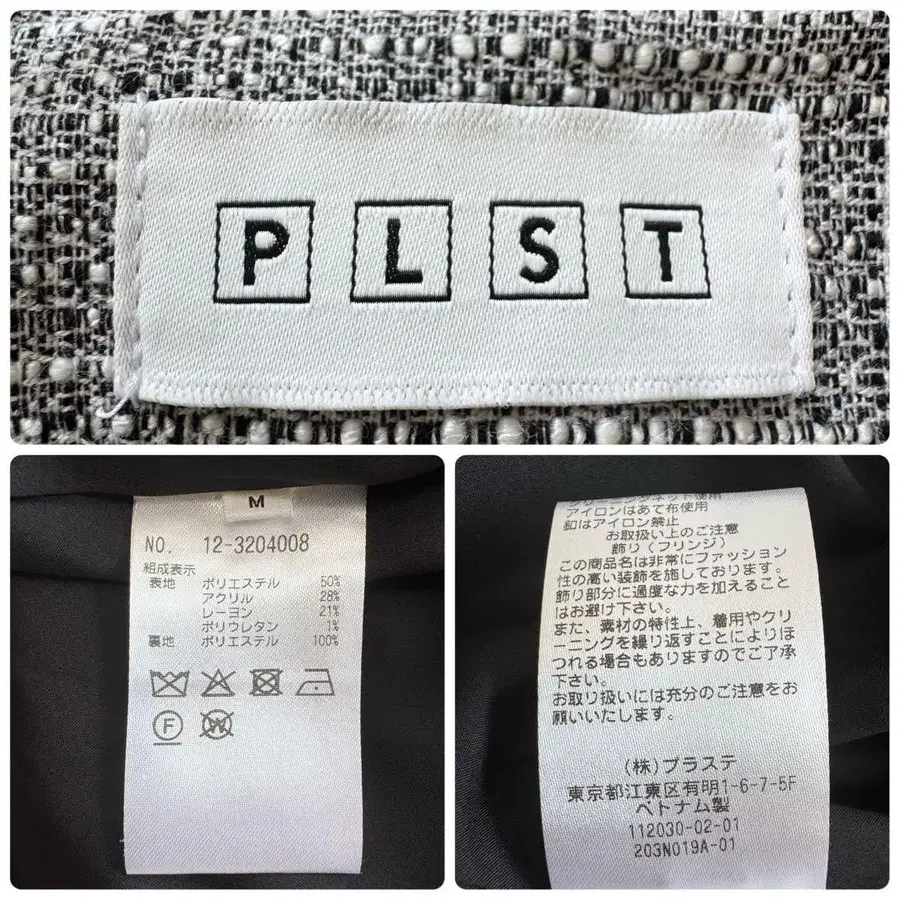 PLST
M
NO. 12-3204008
組成表示
表地 ポリエステル 50%
アクリル 28%
レーヨン 21%
ポリウレタン 1%
裏地 ポリエステル 100%
F
W
アイロンはあて布使用
釦はアイロン禁止
お取扱い上のご注意
飾り(フリンジ)
この商品名は非常にファッション
性の高い装飾を施しております。
飾り部分に過度な力を加えること
はお避け下さい。
また、素材の特性上、着用やクリ
ーニングを繰り返すことによりほ
つれる場合もありますのでご了承
下さい。
お取り扱いには充分のご注意をお
願いいたします。
(株)プラステ
東京都江東区有明1-6-7-5F
ベトナム製
112030-02-01
203N019A-01